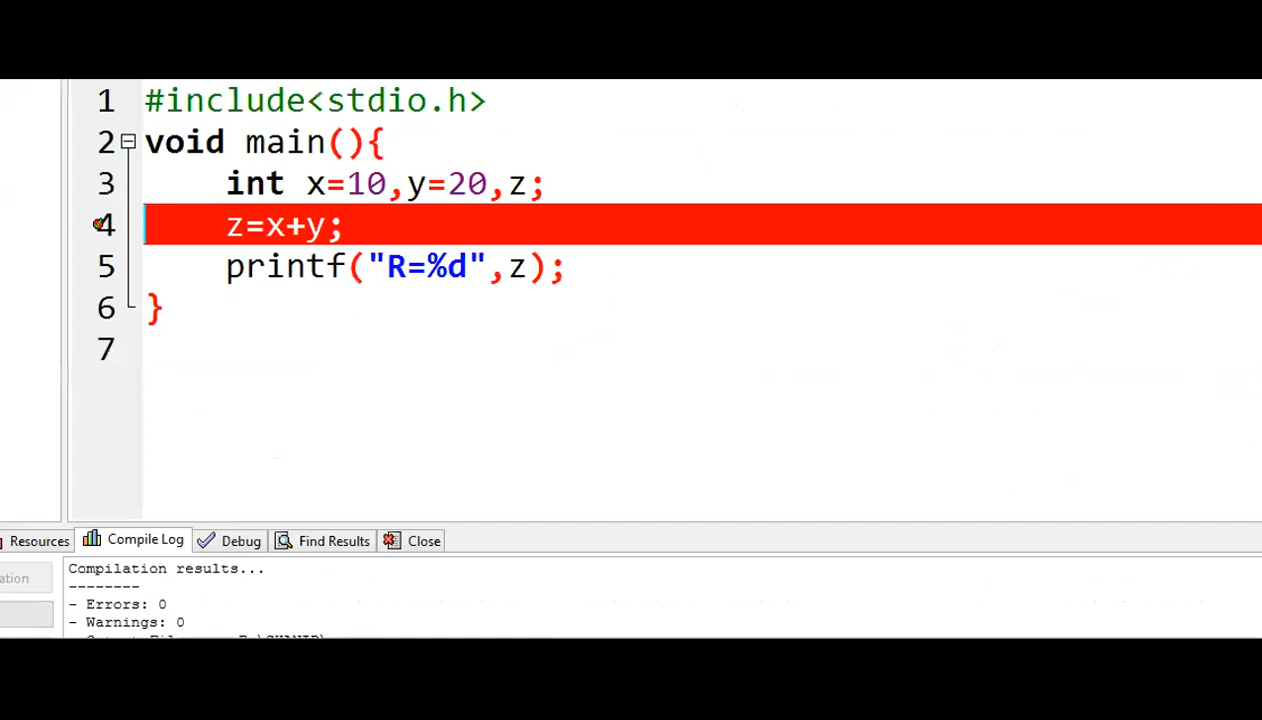 1 #include<stdio.h>
2 void main(){
3 int x=10,y=20,z;
4 z=x+y;
5 printf("R=%d",z);
6 }
7
Resources Compile Log Debug Find Results Close
ation Compilation results...
--------
- Errors: 0
- Warnings: 0